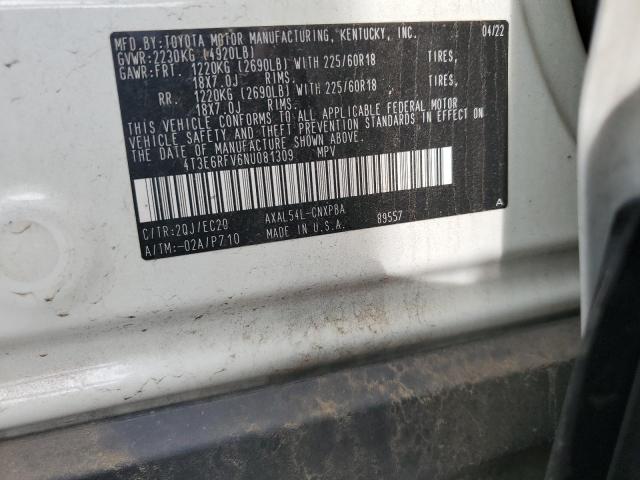 MFD.BY:TOYOTA MOTOR MANUFACTURING, KENTUCKY, INC. 04/22
GVWR:2230KG (4920LB)
GAWR:FRT. 1220KG (2690LB) WITH 225/60R18 TIRES,
18X7.0J RIMS.
RR. 1220KG (2690LB) WITH 225/60R18 TIRES,
18X7.0J RIMS.
THIS VEHICLE CONFORMS TO ALL APPLICABLE FEDERAL MOTOR
VEHICLE SAFETY AND THEFT PREVENTION STANDARDS IN EFFECT ON
THE DATE OF MANUFACTURE SHOWN ABOVE.
4T3E6RFV6NU081309 MPV
C/TR:2QJ/EC20 AXAL54L-CNXPBA A
A/TM:-02A/P710 MADE IN U.S.A. 89557